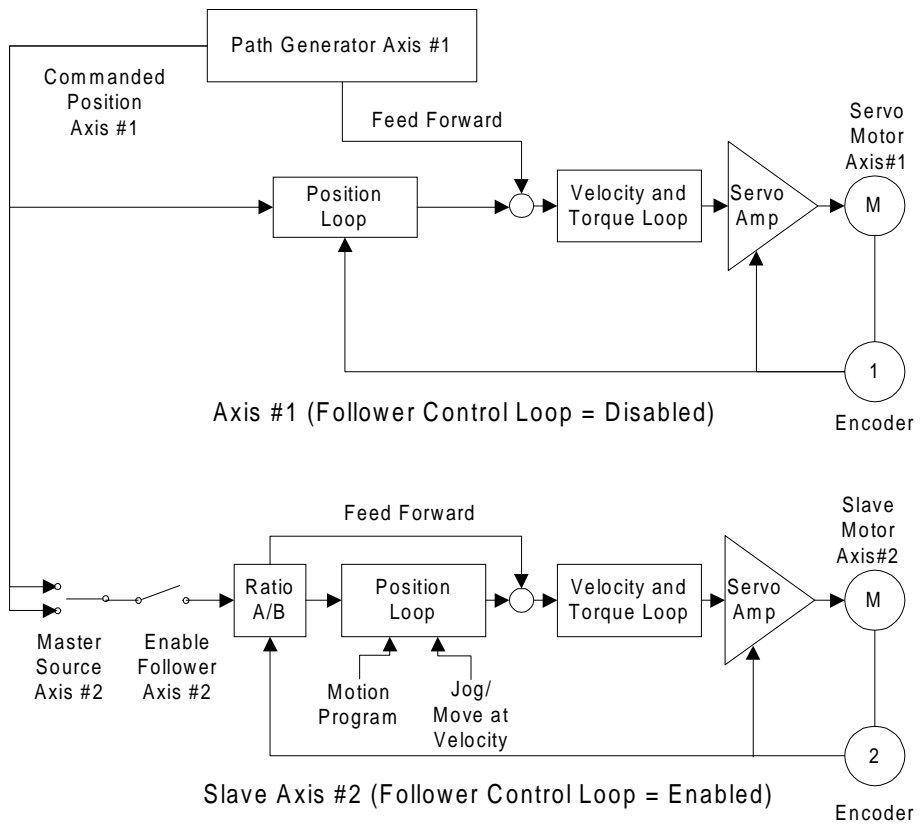 Path Generator Axis #1
Commanded
Position
Axis #1
Feed Forward
Servo
Motor
Axis#1
Position
Loop
Velocity and
Torque Loop
Servo
Amp
M
1
Axis #1 (Follower Control Loop = Disabled)
Encoder
Feed Forward
Slave
Motor
Axis#2
Ratio
A/B
Position
Loop
Velocity and
Torque Loop
Servo
Amp
M
Master
Source
Axis #2
Enable
Follower
Axis #2
Motion
Program
Jog/
Move at
Velocity
2
Slave Axis #2 (Follower Control Loop = Enabled)
Encoder